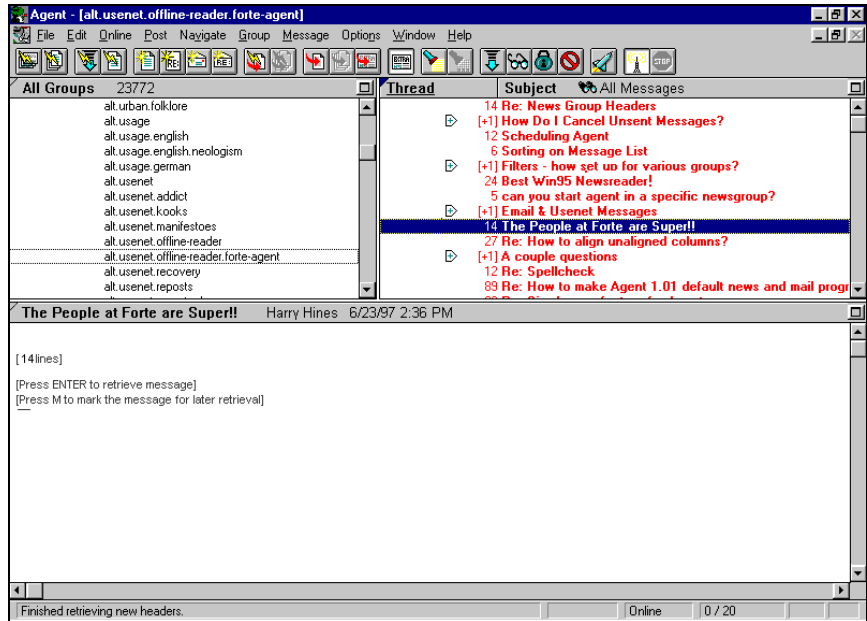 Agent - [alt.usenet.offline-reader.forte-agent]
File Edit Online Post Navigate Group Message Options Window Help
RE: RE: EXTRA STOP
All Groups 23772
alt.urban.folklore
alt.usage
alt.usage.english
alt.usage.english.neologism
alt.usage.german
alt.usenet
alt.usenet.addict
alt.usenet.kooks
alt.usenet.manifestoes
alt.usenet.offline-reader
alt.usenet.offline-reader.forte-agent
alt.usenet.recovery
alt.usenet.reposts
Thread Subject All Messages
14 Re: News Group Headers
[+1] How Do I Cancel Unsent Messages?
12 Scheduling Agent
6 Sorting on Message List
[+1] Filters - how set up for various groups?
24 Best Win95 Newsreader!
5 can you start agent in a specific newsgroup?
[+1] Email & Usenet Messages
14 The People at Forte are Super!!
27 Re: How to align unaligned columns?
[+1] A couple questions
12 Re: Spellcheck
89 Re: How to make Agent 1.01 default news and mail progr
The People at Forte are Super!! Harry Hines 6/23/97 2:36 PM
[14lines]
[Press ENTER to retrieve message]
[Press M to mark the message for later retrieval]
Finished retrieving new headers. Online 0 / 20